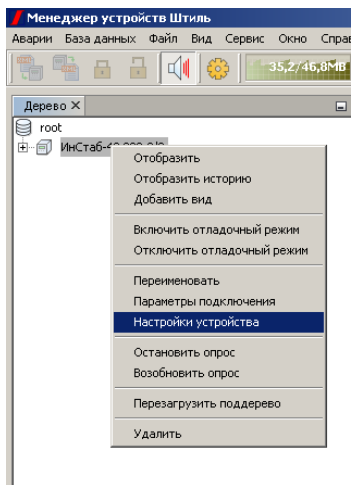 Менеджер устройств Штиль
Аварии База данных Файл Вид Сервис Окно Спра
35,2/46,8MB
Дерево
root
ИнСтаб-
Отобразить
Отобразить историю
Добавить вид
Включить отладочный режим
Отключить отладочный режим
Переименовать
Параметры подключения
Настройки устройства
Остановить опрос
Возобновить опрос
Перезагрузить поддерево
Удалить